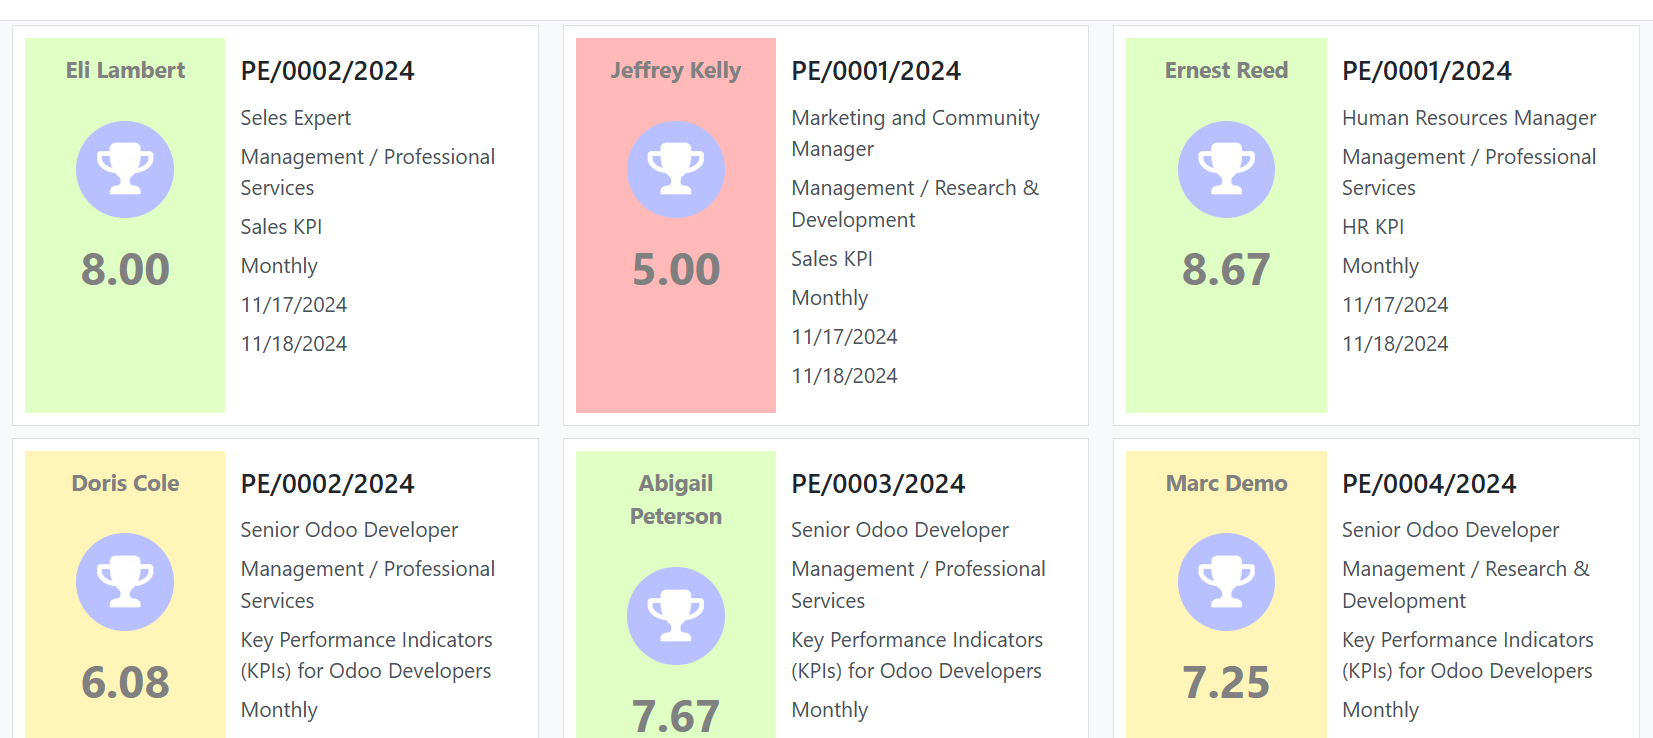 Eli Lambert
8.00
PE/0002/2024
Seles Expert
Management / Professional
Services
Sales KPI
Monthly
11/17/2024
11/18/2024
Jeffrey Kelly
5.00
PE/0001/2024
Marketing and Community
Manager
Management / Research &
Development
Sales KPI
Monthly
11/17/2024
11/18/2024
Ernest Reed
8.67
PE/0001/2024
Human Resources Manager
Management / Professional
Services
HR KPI
Monthly
11/17/2024
11/18/2024
Doris Cole
6.08
PE/0002/2024
Senior Odoo Developer
Management / Professional
Services
Key Performance Indicators
(KPIs) for Odoo Developers
Monthly
Abigail
Peterson
7.67
PE/0003/2024
Senior Odoo Developer
Management / Professional
Services
Key Performance Indicators
(KPIs) for Odoo Developers
Monthly
Marc Demo
7.25
PE/0004/2024
Senior Odoo Developer
Management / Research &
Development
Key Performance Indicators
(KPIs) for Odoo Developers
Monthly